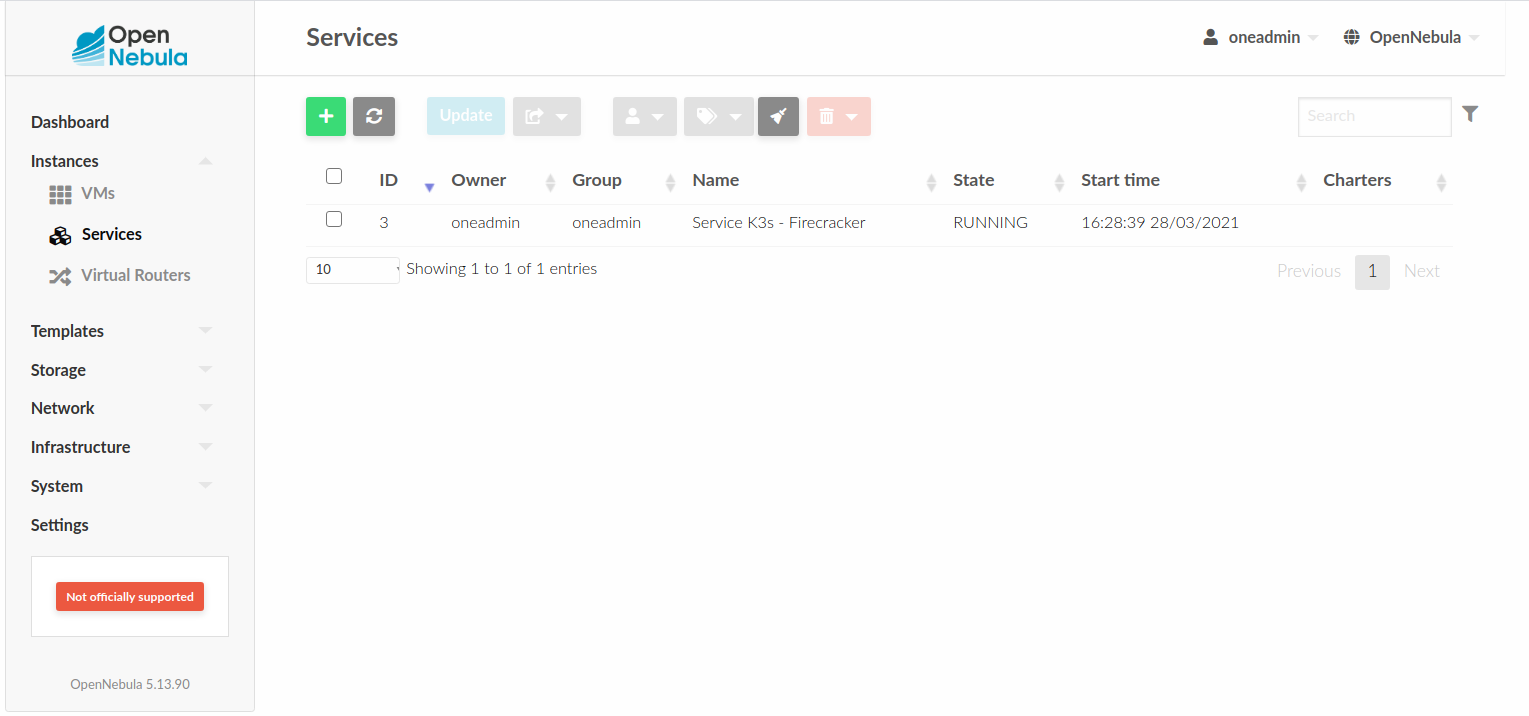 Open
Nebula
Services
oneadmin
OpenNebula
Update
Search
Dashboard
Instances
VMs
Services
Virtual Routers
Templates
Storage
Network
Infrastructure
System
Settings
Not officially supported
OpenNebula 5.13.90
ID Owner Group Name State Start time Charters
3 oneadmin oneadmin Service K3s - Firecracker RUNNING 16:28:39 28/03/2021
10 Showing 1 to 1 of 1 entries
Previous 1 Next